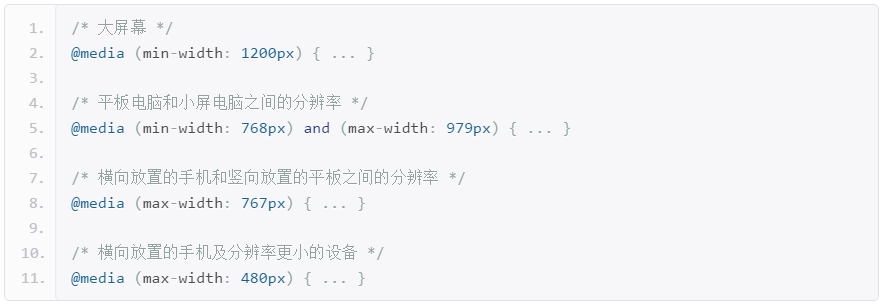 1. /* 大屏幕 */
2. @media (min-width: 1200px) { ... }
3.
4. /* 平板电脑和小屏电脑之间的分辨率 */
5. @media (min-width: 768px) and (max-width: 979px) { ... }
6.
7. /* 横向放置的手机和竖向放置的平板之间的分辨率 */
8. @media (max-width: 767px) { ... }
9.
10. /* 横向放置的手机及分辨率更小的设备 */
11. @media (max-width: 480px) { ... }